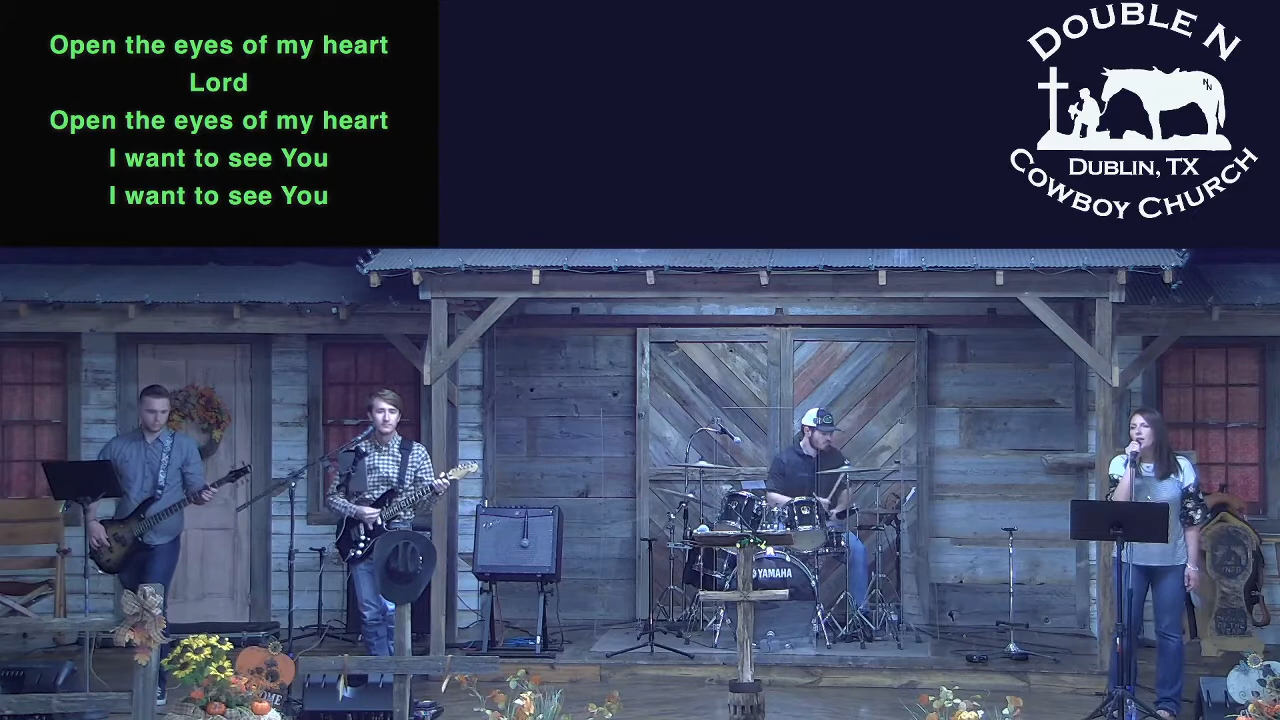 Open the eyes of my heart
Lord
Open the eyes of my heart
I want to see You
I want to see You
DOUBLE N
DUBLIN, TX
COWBOY CHURCH
YAMAHA